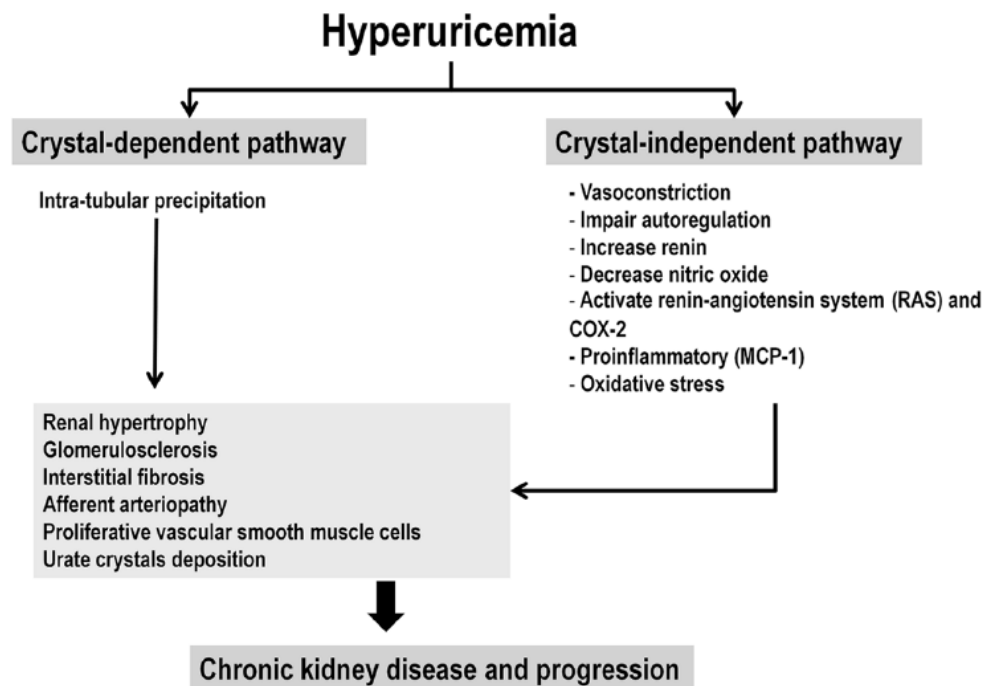 Hyperuricemia
Crystal-dependent pathway
Intra-tubular precipitation
Crystal-independent pathway
- Vasoconstriction
- Impair autoregulation
- Increase renin
- Decrease nitric oxide
- Activate renin-angiotensin system (RAS) and
COX-2
- Proinflammatory (MCP-1)
- Oxidative stress
Renal hypertrophy
Glomerulosclerosis
Interstitial fibrosis
Afferent arteriopathy
Proliferative vascular smooth muscle cells
Urate crystals deposition
Chronic kidney disease and progression